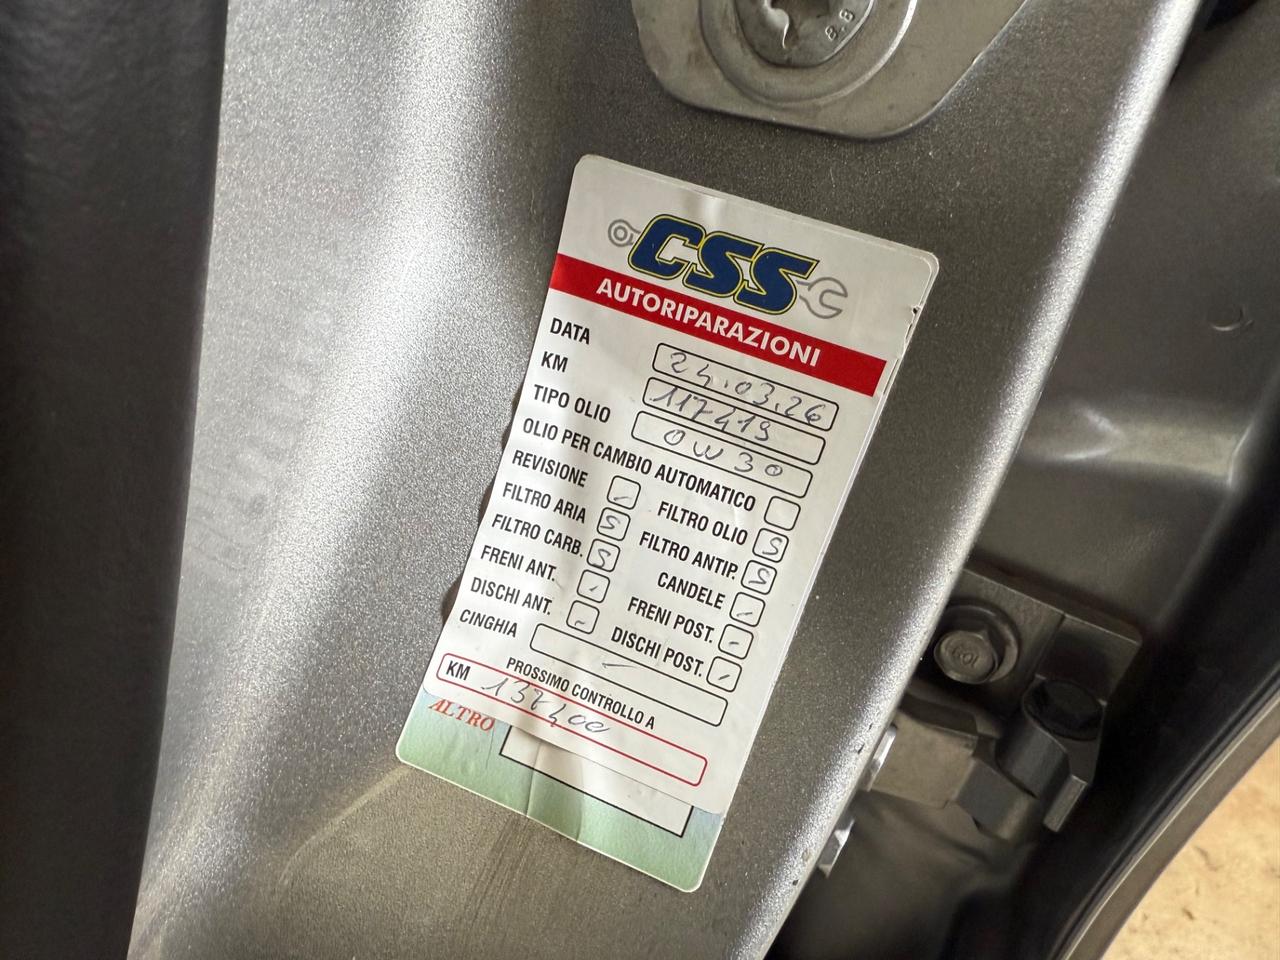 8.8
CSS
AUTORIPARAZIONI
DATA 24.03.26
KM 117419
TIPO OLIO 0W30
OLIO PER CAMBIO AUTOMATICO
REVISIONE - FILTRO OLIO S
FILTRO ARIA S FILTRO ANTIP. S
FILTRO CARB. S CANDELE -
FRENI ANT. - FRENI POST. -
DISCHI ANT. - DISCHI POST. -
CINGHIA -
PROSSIMO CONTROLLO A
KM 137400
ALTRO